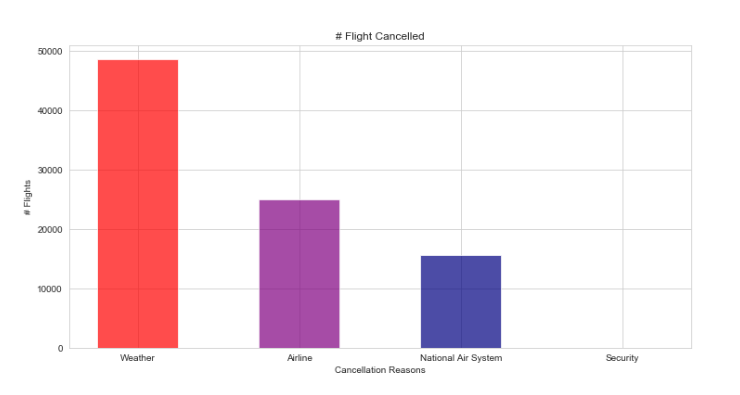 # Flight Cancelled
50000
40000
30000
20000
10000
0
# Flights
Weather
Airline
National Air System
Security
Cancellation Reasons